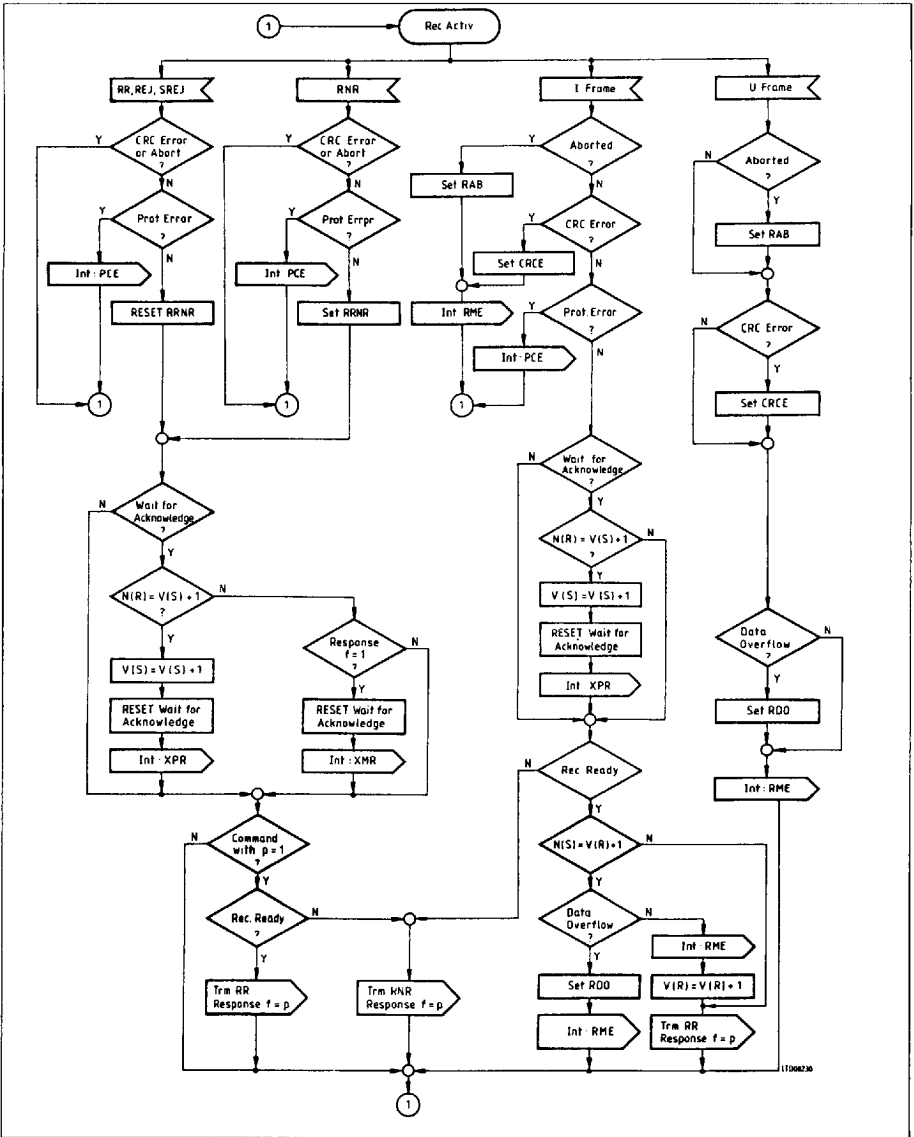 1
Rec Activ
RR, REJ, SREJ
RNR
I Frame
U Frame
Y
CRC Error
or Abort
?
N
Y
CRC Error
or Abort
?
N
Y
Aborted
?
N
N
Aborted
?
Y
Set RAB
Y
Prot Error
?
N
Y
Prot Errpr
?
N
Y
CRC Error
?
N
Set RAB
Int : PCE
Int PCE
Set CRCE
RESET RRNR
Set RRNR
Int RME
Y
Prot. Error
?
N
N
CRC Error
?
Y
Int : PCE
Set CRCE
1
1
1
N
Wait for
Acknowledge
?
Y
N
Wait for
Acknowledge
?
Y
N(R) = V(S) + 1
?
N
Y
N(R) = V(S) + 1
?
N
Y
V(S) = V(S) + 1
Response
f = 1
?
N
Y
RESET Wait for
Acknowledge
Data
Overflow
?
N
Y
V(S) = V(S) + 1
RESET Wait for
Acknowledge
RESET Wait for
Acknowledge
Int XPR
Set RDO
Int : XPR
Int : XMR
N
Rec. Ready
Y
Int : RME
N
Command
with p = 1
?
Y
N(S) = V(R) + 1
N
Y
Rec. Ready
?
N
Y
Data
Overflow
?
N
Y
Int : RME
Trm RR
Response f = p
Trm RNR
Response f = p
Set RDO
V(R) = V(R) + 1
Int : RME
Trm RR
Response f = p
ITD08230
1